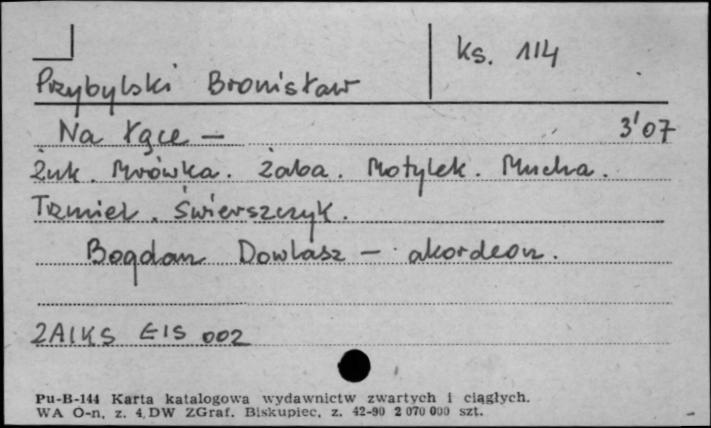 ks. 114
Przybylski Bronisław
Na łące – 3'07
Żuk. Mrówka. Żaba. Motylek. Mucha.
Trzmiel. Świerszczyk.
Bogdan Dowlasz – akordeon.
ZAIKS EIS 002
Pu-B-144 Karta katalogowa wydawnictw zwartych i ciągłych.
WA O-n, z. 4, DW ZGraf. Biskupiec, z. 42-90 2 070 000 szt.